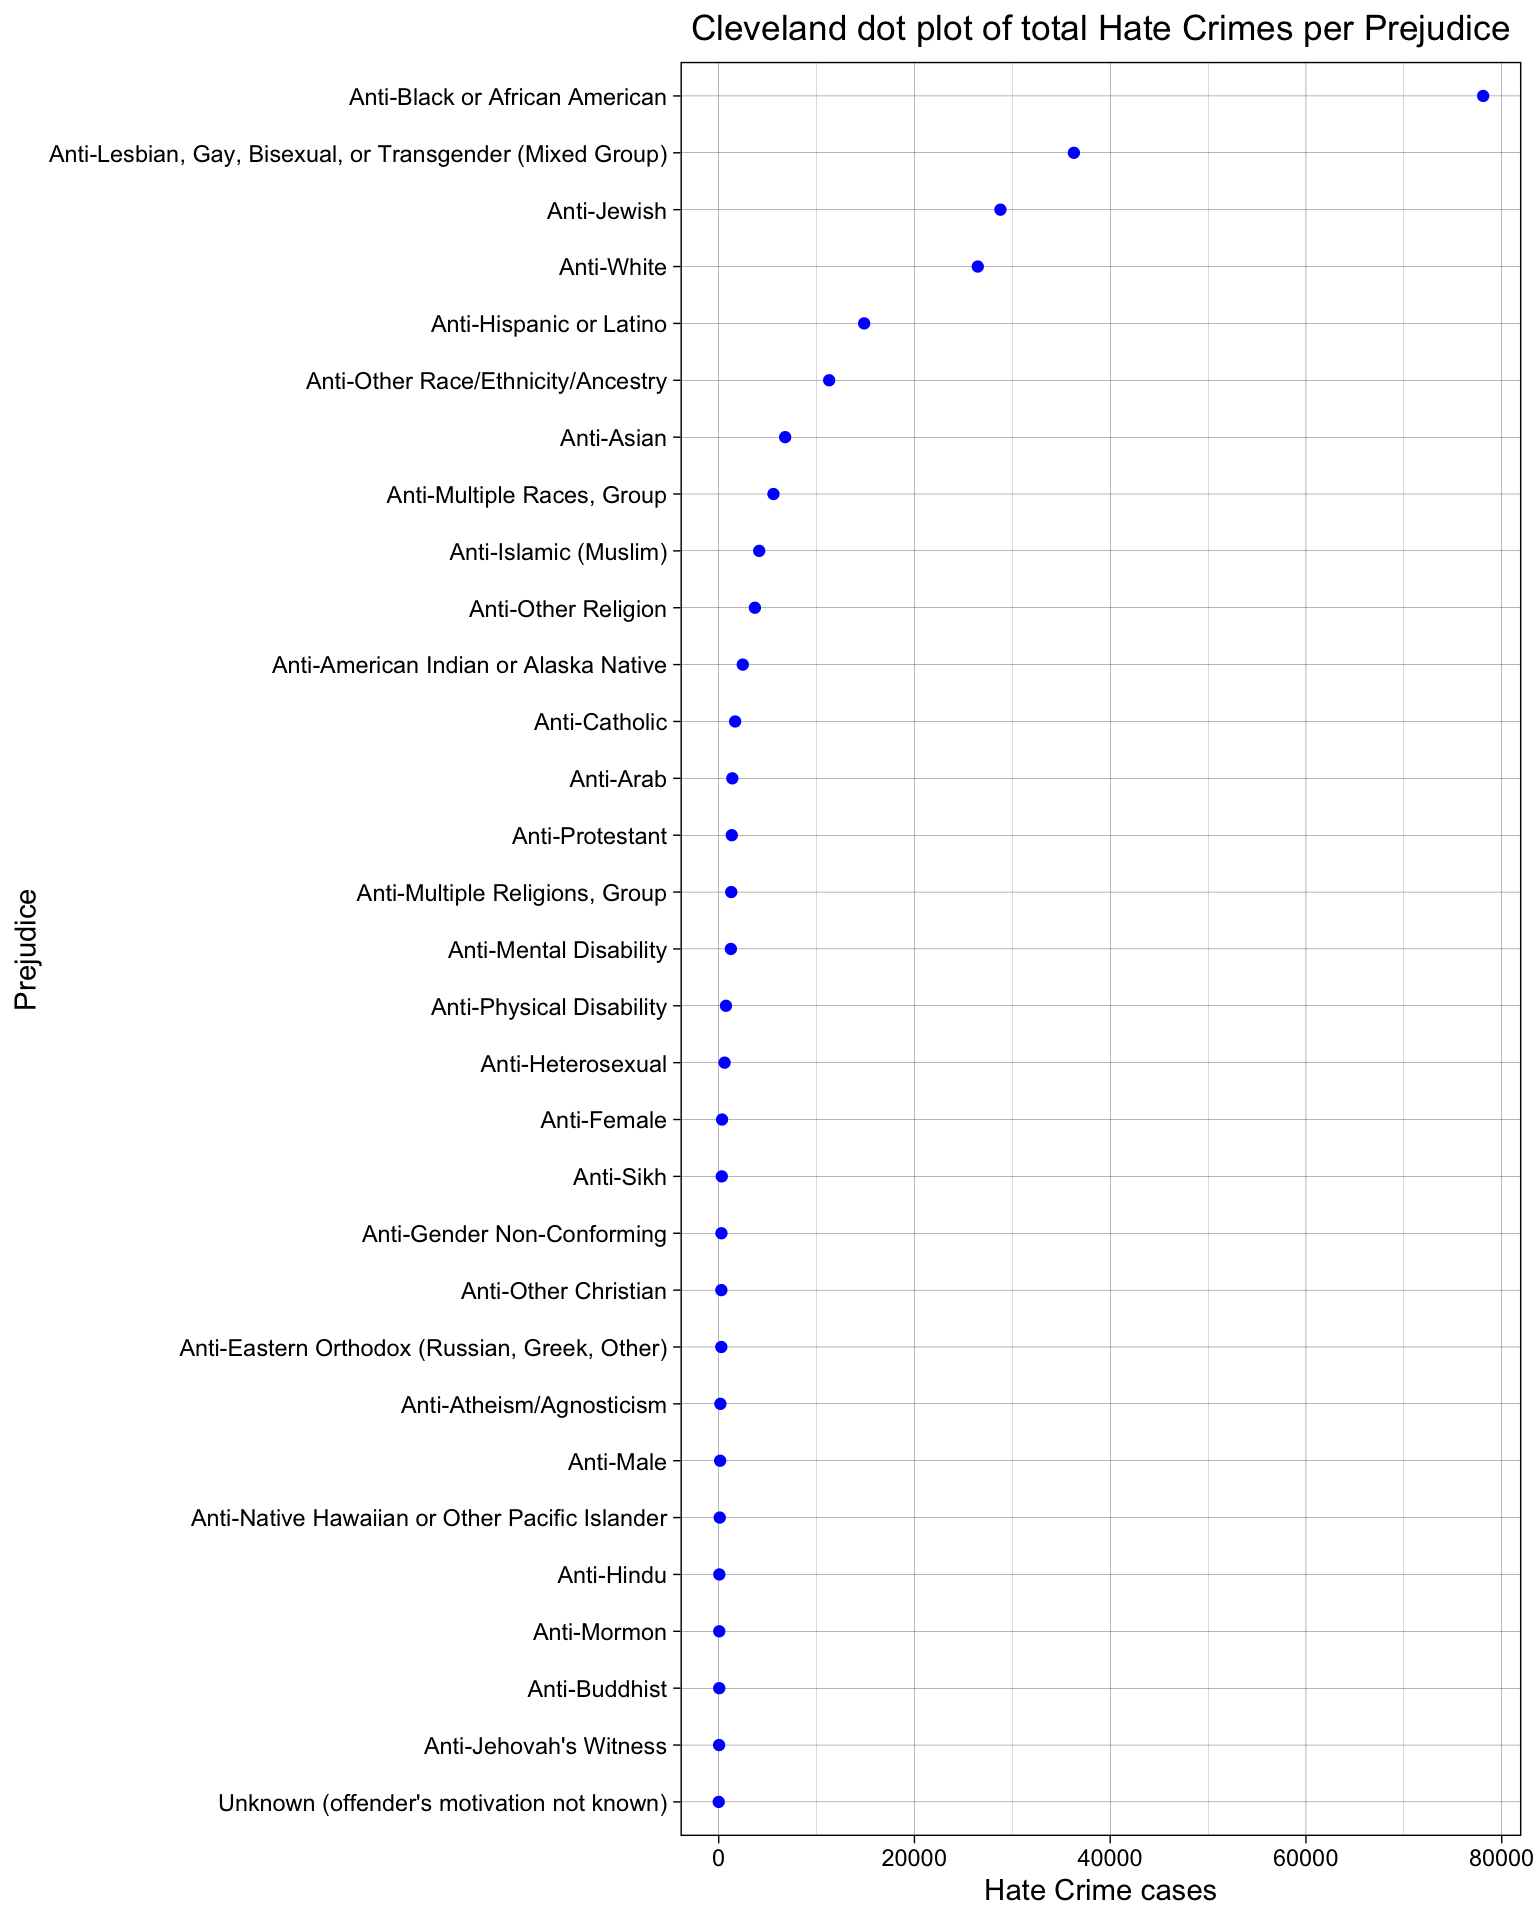 Cleveland dot plot of total Hate Crimes per Prejudice
Anti-Black or African American
Anti-Lesbian, Gay, Bisexual, or Transgender (Mixed Group)
Anti-Jewish
Anti-White
Anti-Hispanic or Latino
Anti-Other Race/Ethnicity/Ancestry
Anti-Asian
Anti-Multiple Races, Group
Anti-Islamic (Muslim)
Anti-Other Religion
Anti-American Indian or Alaska Native
Anti-Catholic
Anti-Arab
Anti-Protestant
Anti-Multiple Religions, Group
Anti-Mental Disability
Anti-Physical Disability
Anti-Heterosexual
Anti-Female
Anti-Sikh
Anti-Gender Non-Conforming
Anti-Other Christian
Anti-Eastern Orthodox (Russian, Greek, Other)
Anti-Atheism/Agnosticism
Anti-Male
Anti-Native Hawaiian or Other Pacific Islander
Anti-Hindu
Anti-Mormon
Anti-Buddhist
Anti-Jehovah's Witness
Unknown (offender's motivation not known)
Prejudice
0 20000 40000 60000 80000
Hate Crime cases